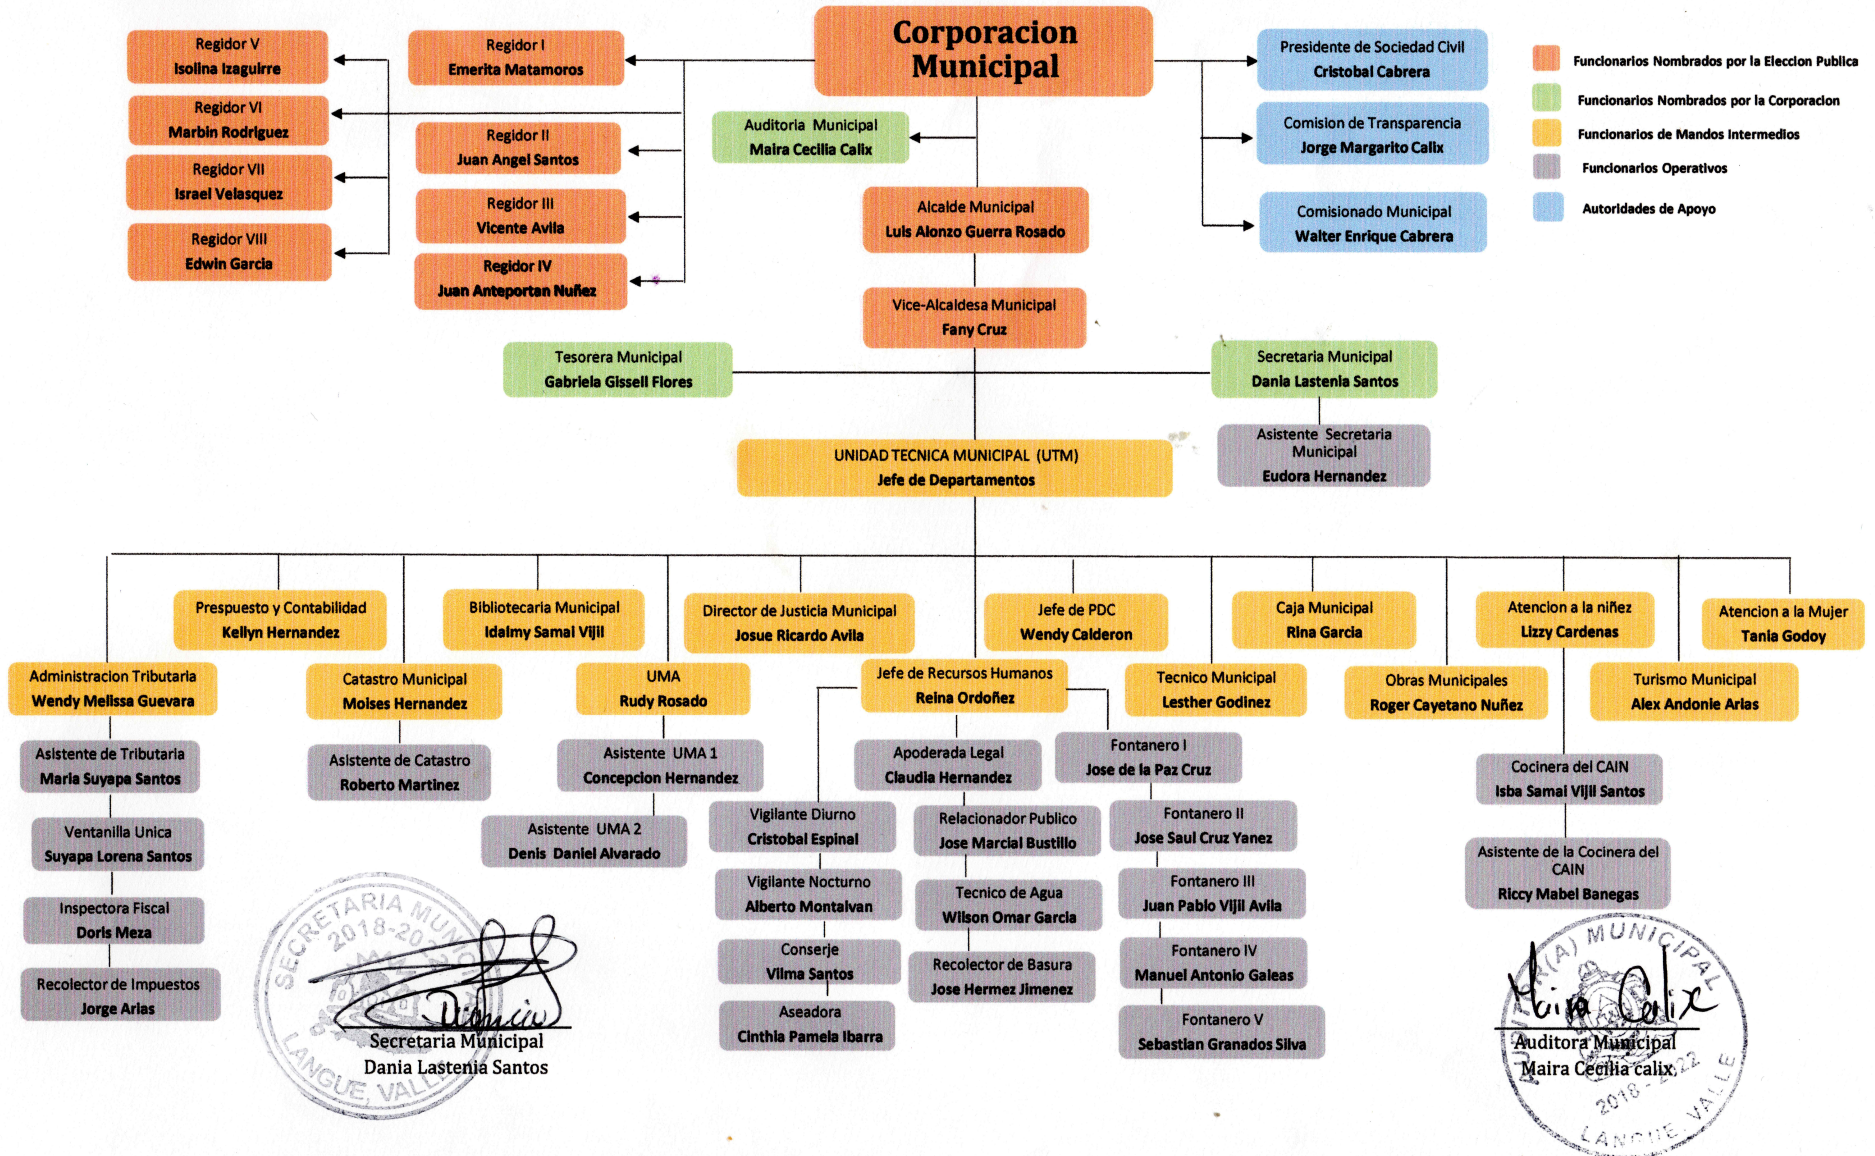 Corporacion
Municipal
Regidor V
Isolina Izaguirre
Regidor I
Emerita Matamoros
Presidente de Sociedad Civil
Cristobal Cabrera
Funcionarios Nombrados por la Eleccion Publica
Funcionarios Nombrados por la Corporacion
Funcionarios de Mandos Intermedios
Funcionarios Operativos
Autoridades de Apoyo
Regidor VI
Marbin Rodriguez
Regidor II
Juan Angel Santos
Auditoria Municipal
Maira Cecilia Calix
Comision de Transparencia
Jorge Margarito Calix
Regidor VII
Israel Velasquez
Regidor III
Vicente Avila
Alcalde Municipal
Luis Alonzo Guerra Rosado
Comisionado Municipal
Walter Enrique Cabrera
Regidor VIII
Edwin Garcia
Regidor IV
Juan Anteportan Nuñez
Vice-Alcaldesa Municipal
Fany Cruz
Tesorera Municipal
Gabriela Gissell Flores
Secretaria Municipal
Dania Lastenia Santos
Asistente Secretaria
Municipal
Eudora Hernandez
UNIDAD TECNICA MUNICIPAL (UTM)
Jefe de Departamentos
Prespuesto y Contabilidad
Kellyn Hernandez
Bibliotecaria Municipal
Idalmy Samai Vijil
Director de Justicia Municipal
Josue Ricardo Avila
Jefe de PDC
Wendy Calderon
Caja Municipal
Rina Garcia
Atencion a la niñez
Lizzy Cardenas
Atencion a la Mujer
Tania Godoy
Administracion Tributaria
Wendy Melissa Guevara
Catastro Municipal
Moises Hernandez
UMA
Rudy Rosado
Jefe de Recursos Humanos
Reina Ordoñez
Tecnico Municipal
Lesther Godinez
Obras Municipales
Roger Cayetano Nuñez
Turismo Municipal
Alex Andonie Arias
Asistente de Tributaria
Maria Suyapa Santos
Asistente de Catastro
Roberto Martinez
Asistente UMA 1
Concepcion Hernandez
Apoderada Legal
Claudia Hernandez
Fontanero I
Jose de la Paz Cruz
Cocinera del CAIN
Isba Samai Vijil Santos
Ventanilla Unica
Suyapa Lorena Santos
Asistente UMA 2
Denis Daniel Alvarado
Vigilante Diurno
Cristobal Espinal
Relacionador Publico
Jose Marcial Bustillo
Fontanero II
Jose Saul Cruz Yanez
Asistente de la Cocinera del
CAIN
Riccy Mabel Banegas
Inspectora Fiscal
Doris Meza
Vigilante Nocturno
Alberto Montalvan
Tecnico de Agua
Wilson Omar Garcia
Fontanero III
Juan Pablo Vijil Avila
Recolector de Impuestos
Jorge Arias
Conserje
Vilma Santos
Recolector de Basura
Jose Hermez Jimenez
Fontanero IV
Manuel Antonio Galeas
Aseadora
Cinthia Pamela Ibarra
Fontanero V
Sebastian Granados Silva
SECRETARIA MUNICIPAL
2018-2022
LANGUE, VALLE
Secretaria Municipal
Dania Lastenia Santos
AUDITOR(A) MUNICIPAL
Maira Calix
Auditora Municipal
Maira Cecilia calix
2018 - 2022
LANGUE, VALLE